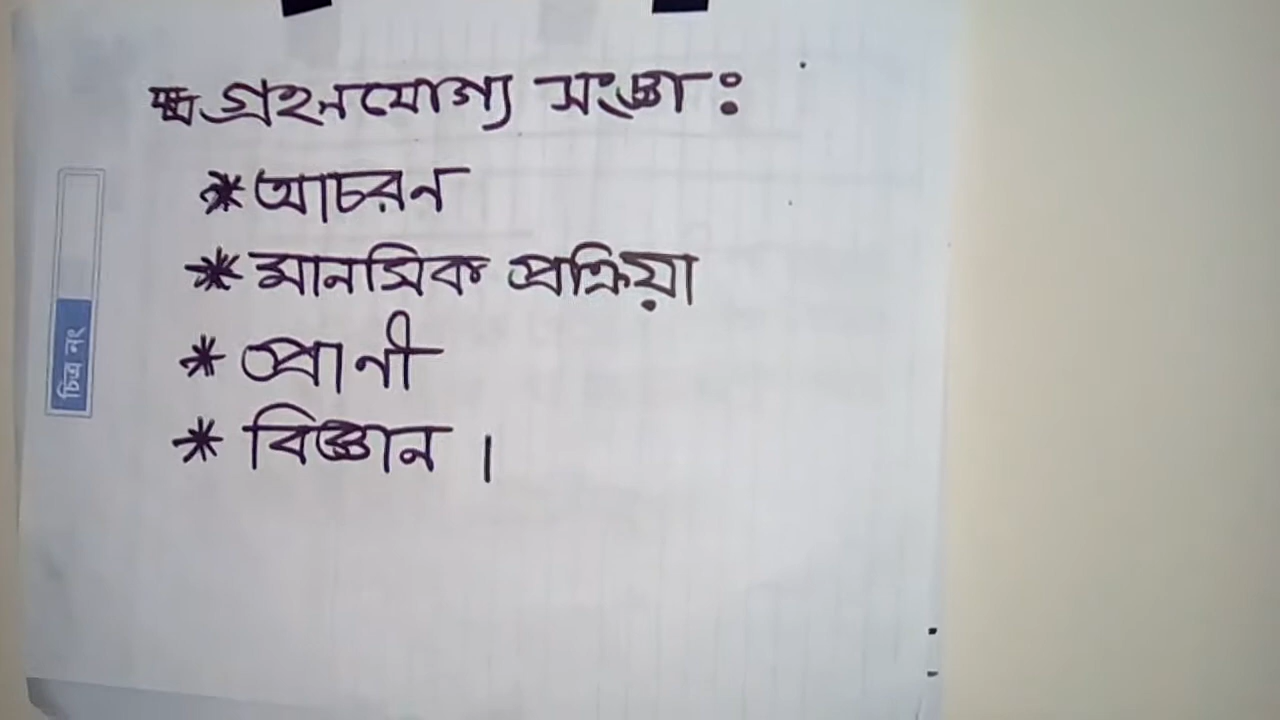 গ্রহনযোগ্য সংজ্ঞা :
* আচরন
* মানসিক প্রক্রিয়া
* প্রানী
* বিজ্ঞান ।
চিত্র নং